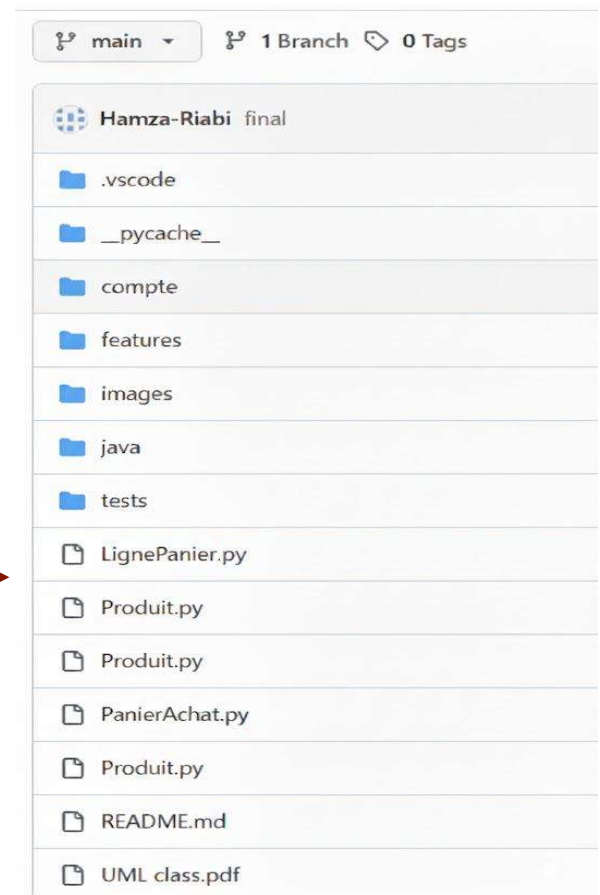 main 1 Branch 0 Tags
Hamza-Riabi final
.vscode
__pycache__
compte
features
images
java
tests
LignePanier.py
Produit.py
Produit.py
PanierAchat.py
Produit.py
README.md
UML class.pdf